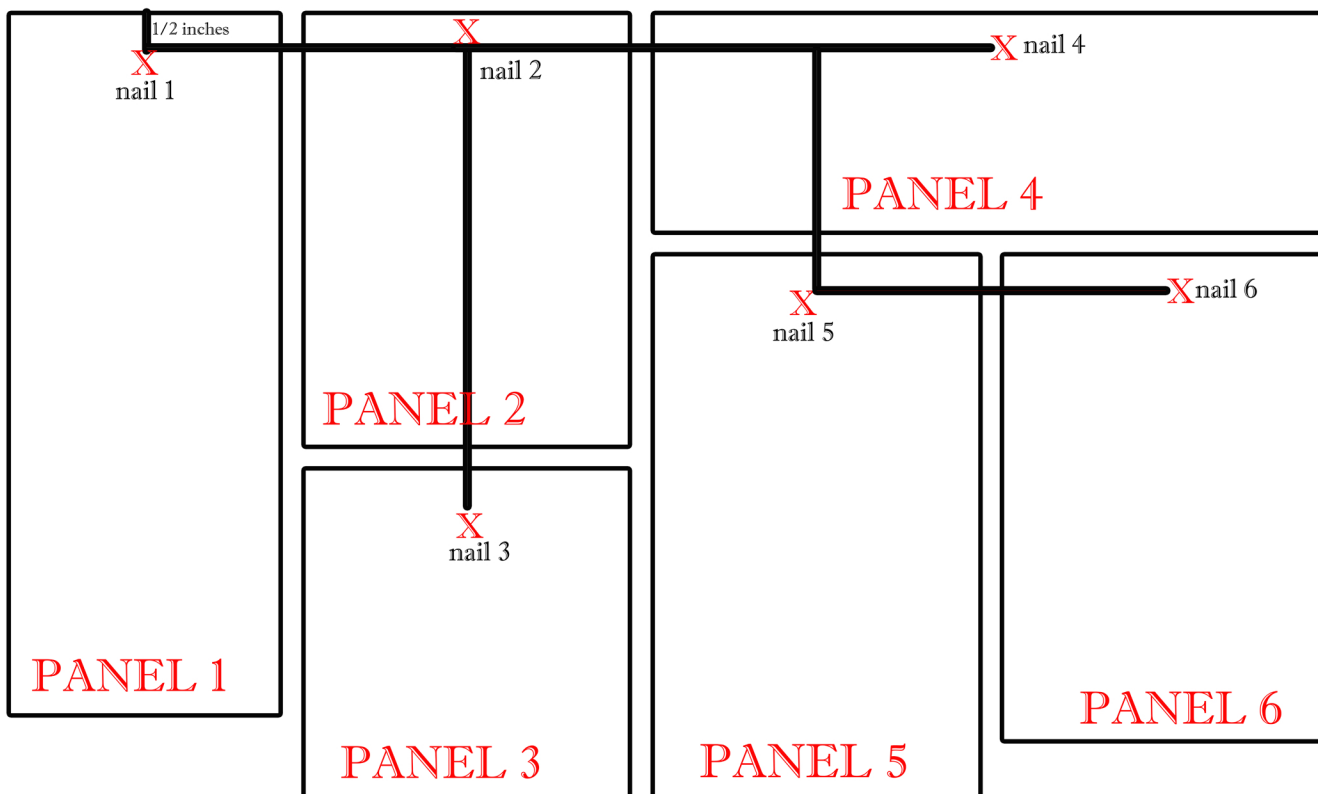 1/2 inches
X
nail 1
X
nail 2
X nail 4
PANEL 4
X nail 6
X
nail 5
PANEL 2
X
nail 3
PANEL 1
PANEL 6
PANEL 3
PANEL 5